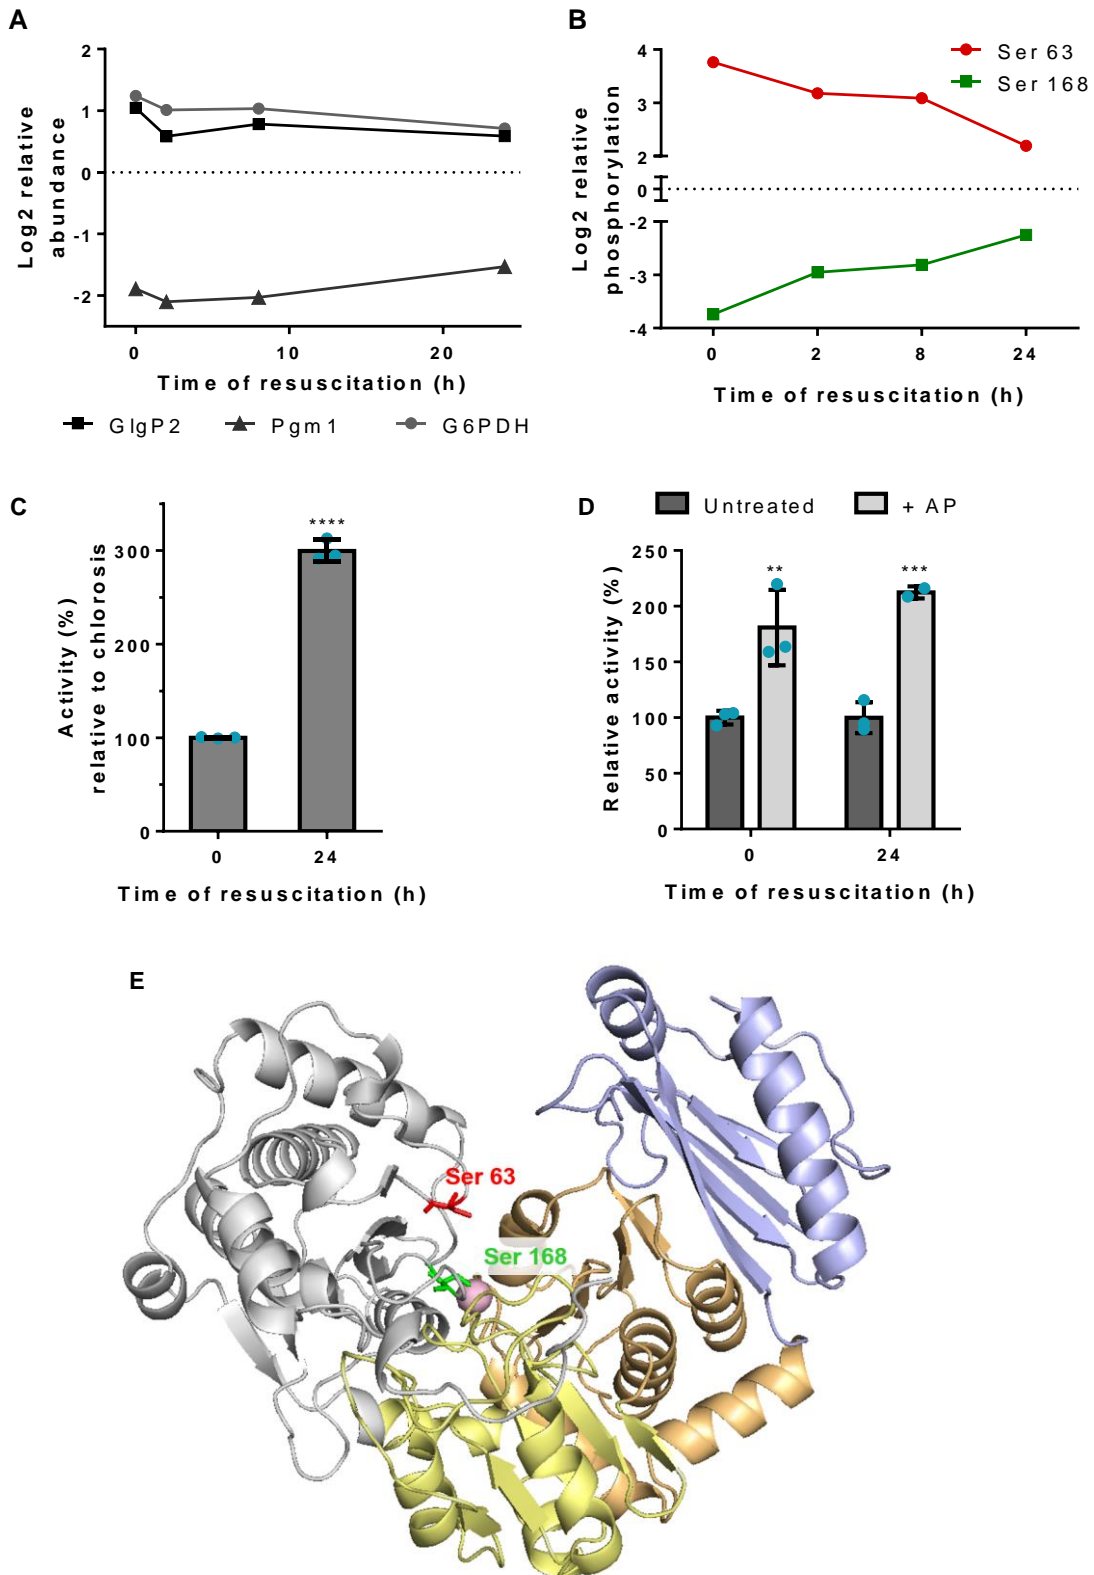 A
Log2 relative
abundance
2
1
0
-1
-2
0 10 20
Time of resuscitation (h)
GlgP2 Pgm1 G6PDH
B
Log2 relative
phosphorylation
4
3
2
0
-2
-3
-4
0 2 8 24
Time of resuscitation (h)
Ser 63
Ser 168
C
Activity (%)
relative to chlorosis
300
200
100
0
****
0 24
Time of resuscitation (h)
D
Untreated + AP
Relative activity (%)
250
200
150
100
50
0
** ***
0 24
Time of resuscitation (h)
E
Ser 63
Ser 168